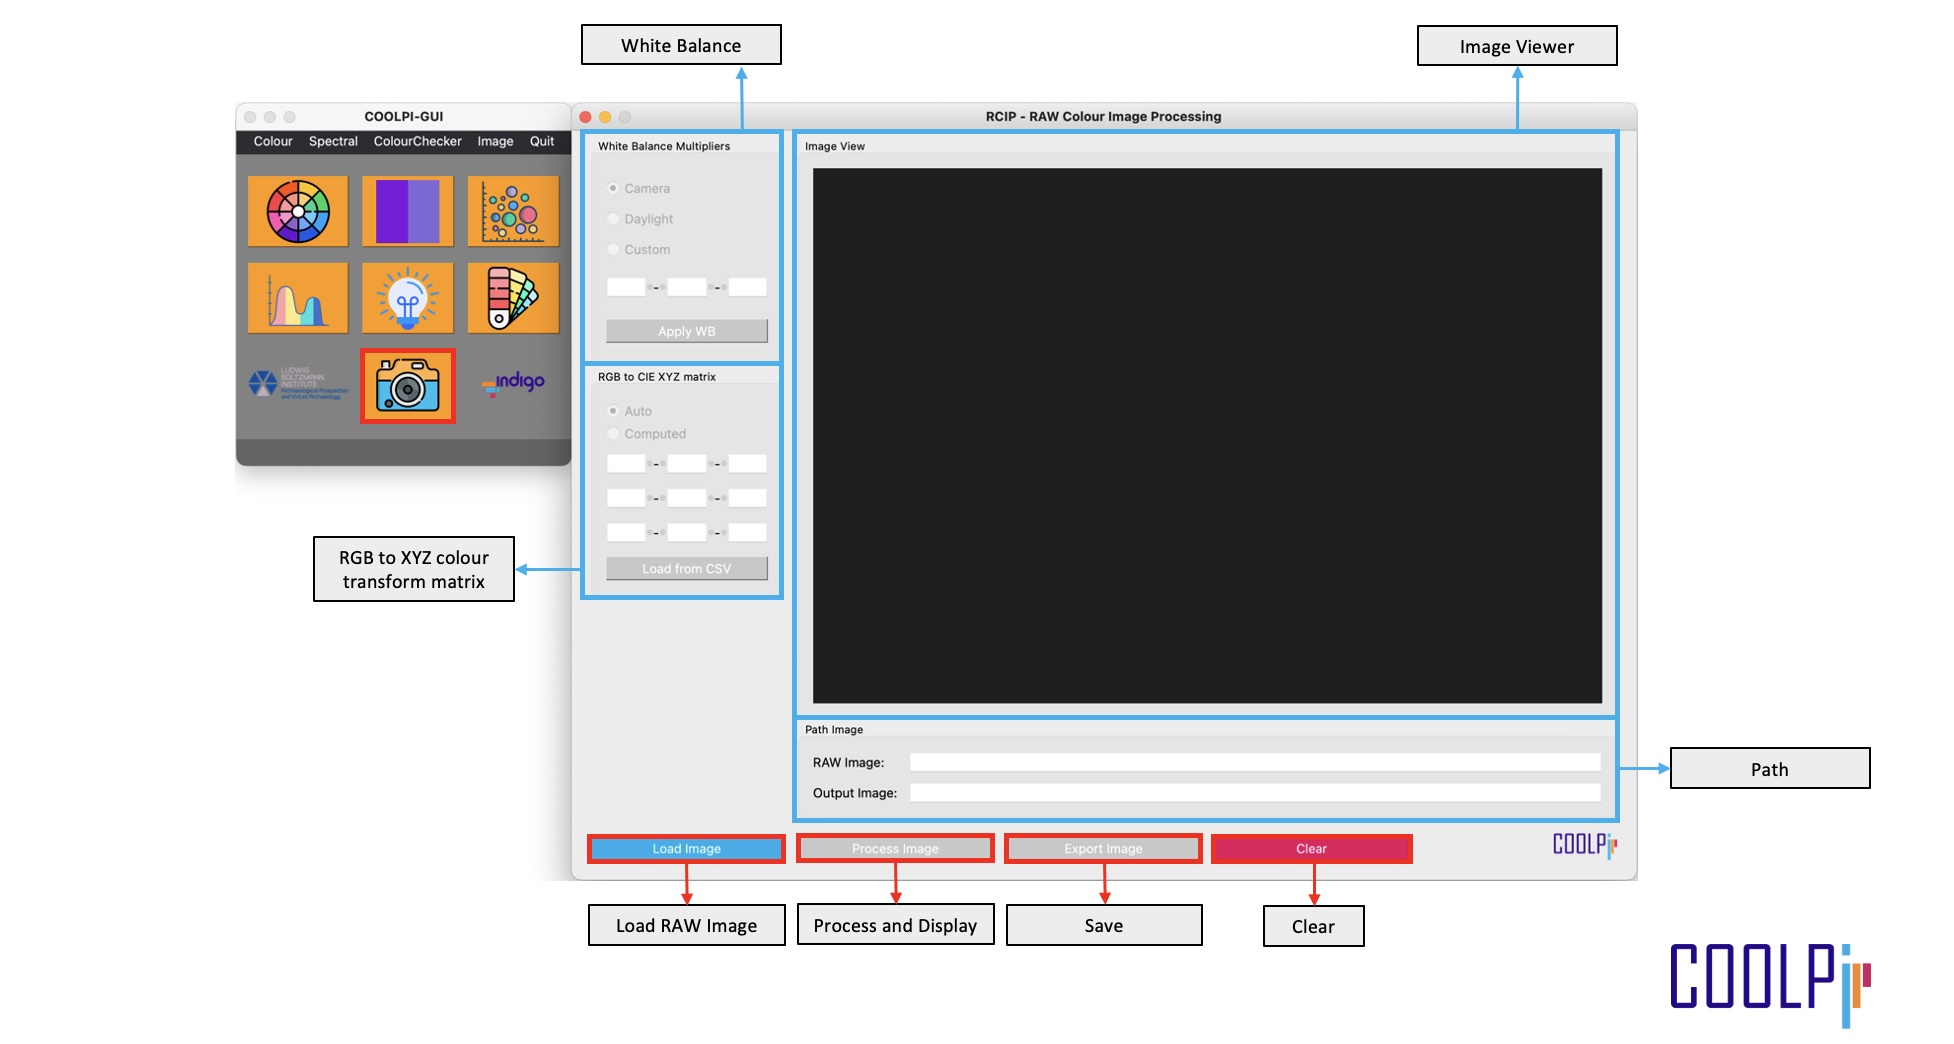 White Balance
Image Viewer
COOLPI-GUI
Colour Spectral ColourChecker Image Quit
LUDWIG
BOLTZMANN
INSTITUTE
Archaeological Prospection
and Virtual Archaeology
indigo
RCIP - RAW Colour Image Processing
White Balance Multipliers
Camera
Daylight
Custom
- -
Apply WB
RGB to CIE XYZ matrix
Auto
Computed
- -
- -
- -
Load from CSV
Image View
Path Image
RAW Image:
Output Image:
RGB to XYZ colour
transform matrix
Path
Load Image Process Image Export Image Clear
COOLPi
Load RAW Image
Process and Display
Save
Clear
COOLPi